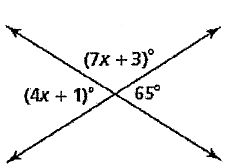 (7x + 3)°
(4x + 1)° 65°